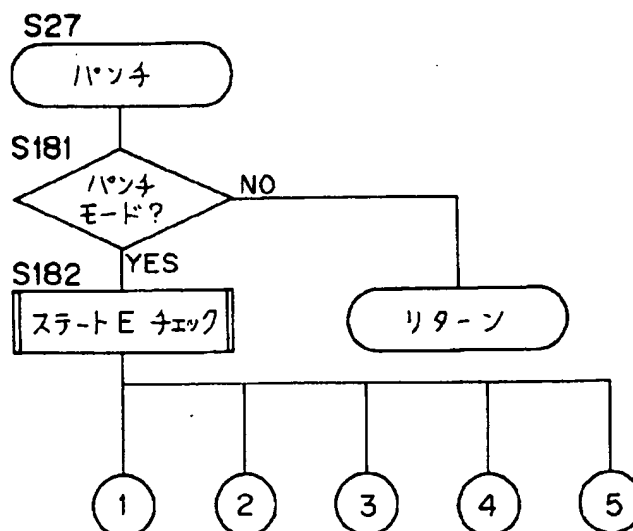 S27
パンチ
S181
パンチ
モード?
NO
YES
S182
ステートE チェック
リターン
1
2
3
4
5